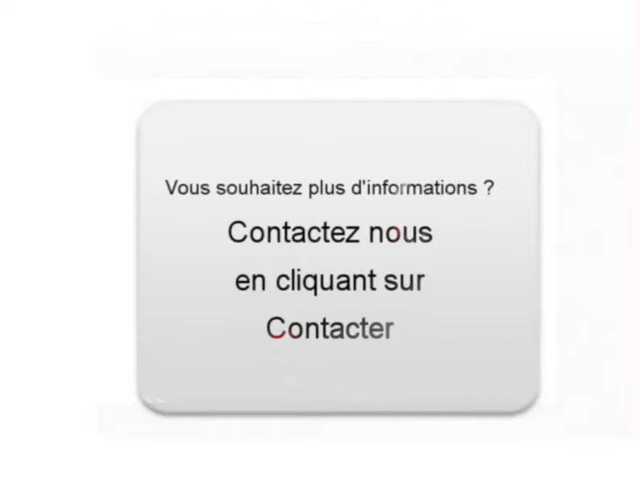 Vous souhaitez plus d'informations ?
Contactez nous
en cliquant sur
Contacter